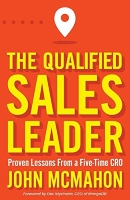 THE QUALIFIED
SALES
LEADER
Proven Lessons From a Five-Time CRO
JOHN MCMAHON